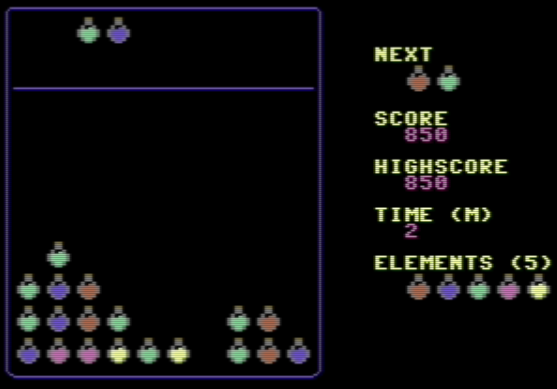 NEXT
SCORE
850
HIGHSCORE
850
TIME (M)
2
ELEMENTS (5)